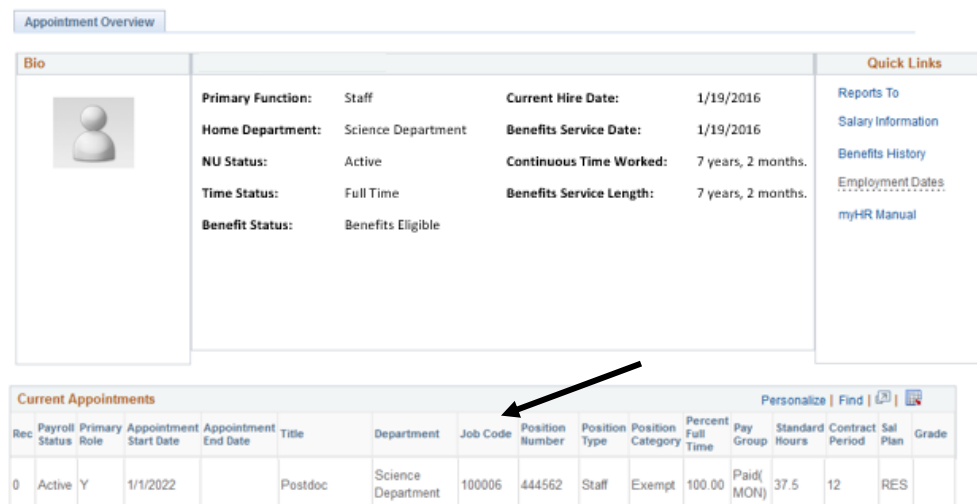 Appointment Overview
Bio
Quick Links
Primary Function: Staff Current Hire Date: 1/19/2016
Home Department: Science Department Benefits Service Date: 1/19/2016
NU Status: Active Continuous Time Worked: 7 years, 2 months.
Time Status: Full Time Benefits Service Length: 7 years, 2 months.
Benefit Status: Benefits Eligible
Reports To
Salary Information
Benefits History
Employment Dates
myHR Manual
Current Appointments Personalize | Find | |
Rec Payroll Status Primary Role Appointment Start Date Appointment End Date Title Department Job Code Position Number Position Type Position Category Percent Full Time Pay Group Standard Hours Contract Period Sal Plan Grade
0 Active Y 1/1/2022 Postdoc Science Department 100006 444562 Staff Exempt 100.00 Paid( MON) 37.5 12 RES